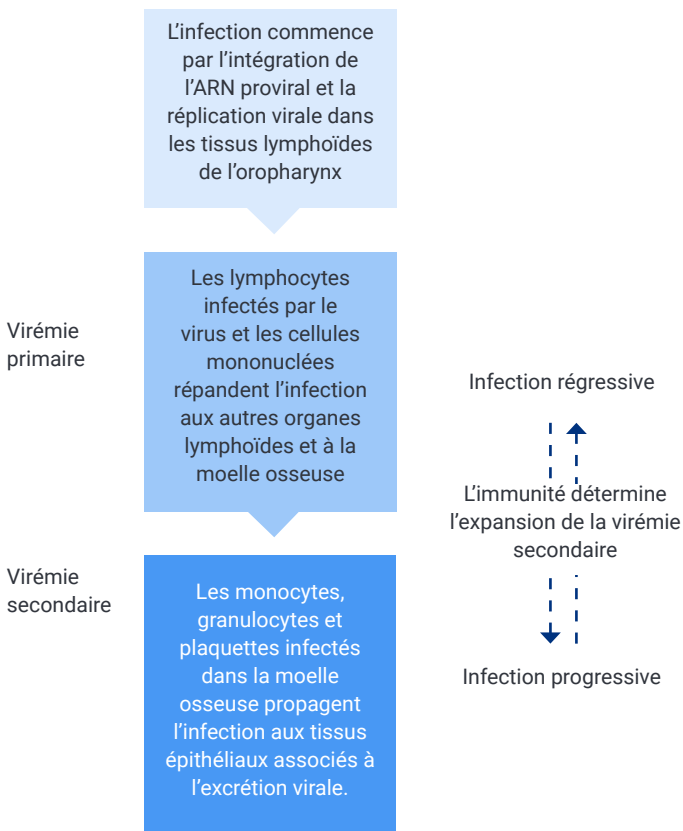 L’infection commence
par l’intégration de
l’ARN proviral et la
réplication virale dans
les tissus lymphoïdes
de l’oropharynx
Virémie
primaire
Les lymphocytes
infectés par le
virus et les cellules
mononuclées
répandent l’infection
aux autres organes
lymphoïdes et à la
moelle osseuse
Infection régressive
L’immunité détermine
l’expansion de la virémie
secondaire
Infection progressive
Virémie
secondaire
Les monocytes,
granulocytes et
plaquettes infectés
dans la moelle
osseuse propagent
l’infection aux tissus
épithéliaux associés à
l’excrétion virale.